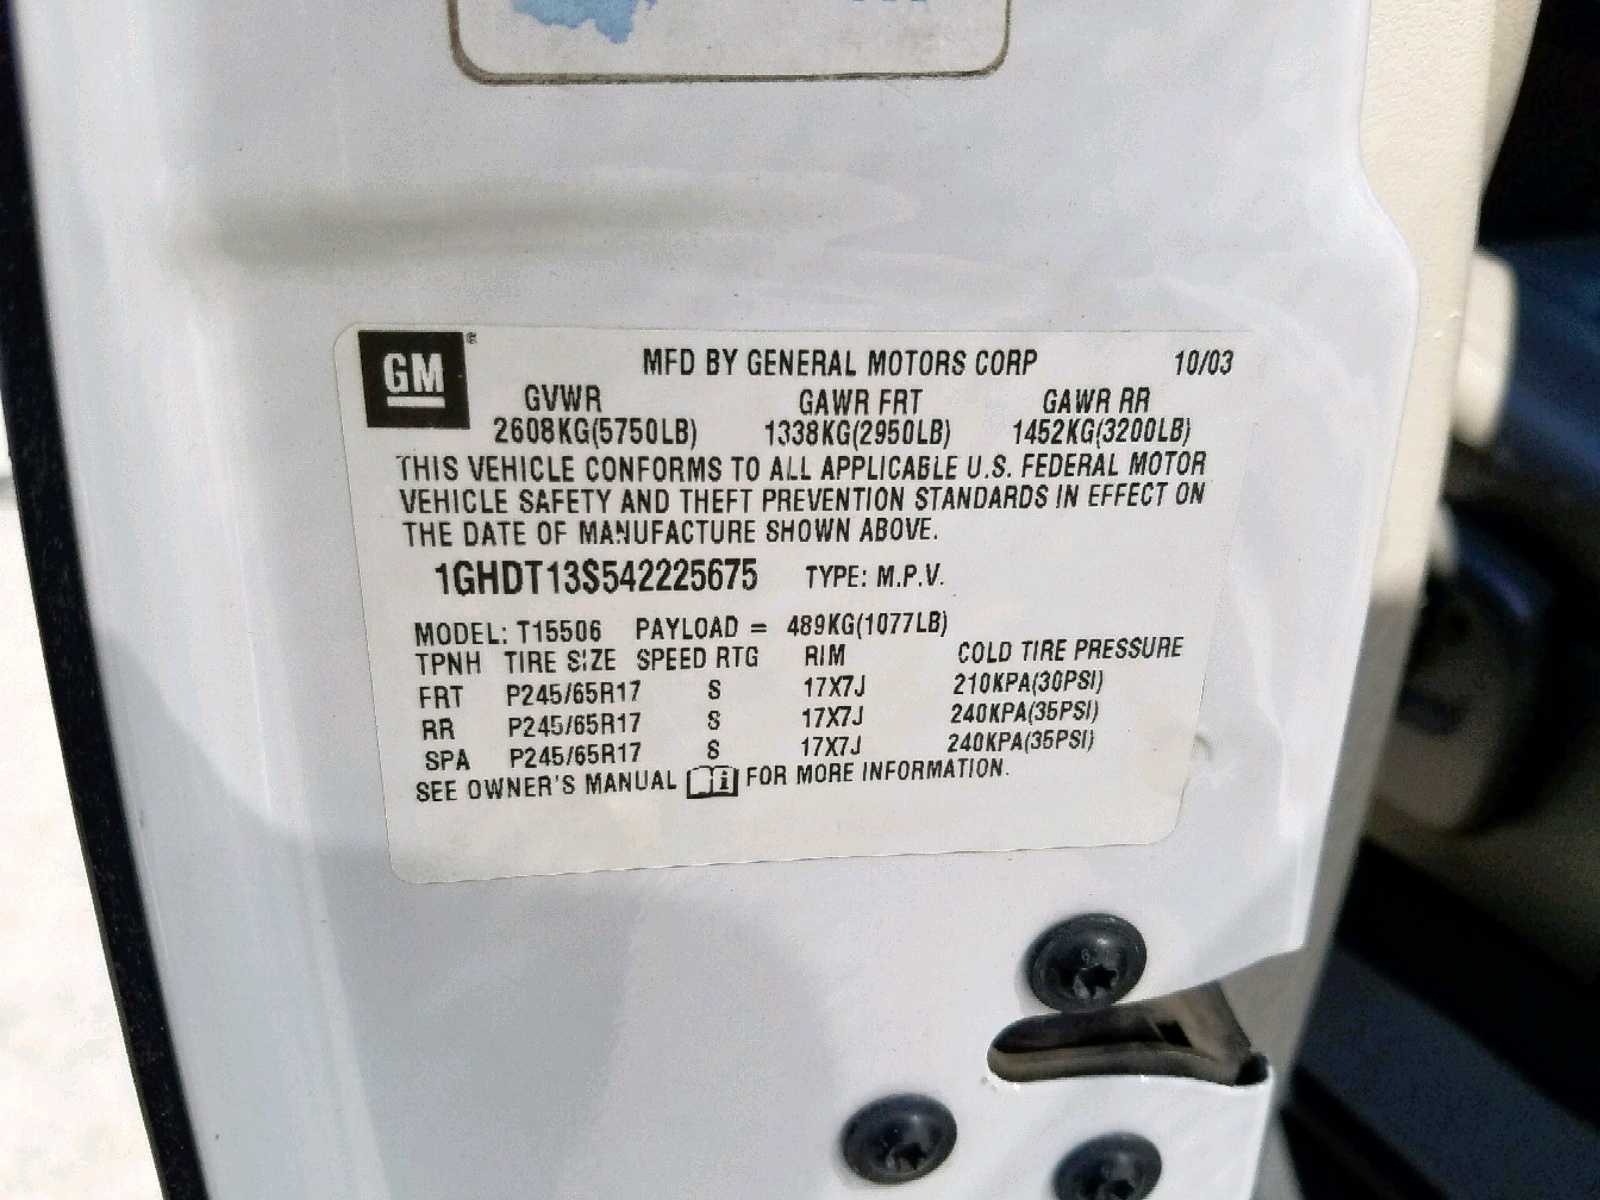 GM
MFD BY GENERAL MOTORS CORP 10/03
GVWR GAWR FRT GAWR RR
2608KG(5750LB) 1338KG(2950LB) 1452KG(3200LB)
THIS VEHICLE CONFORMS TO ALL APPLICABLE U.S. FEDERAL MOTOR
VEHICLE SAFETY AND THEFT PREVENTION STANDARDS IN EFFECT ON
THE DATE OF MANUFACTURE SHOWN ABOVE.
1GHDT13S542225675 TYPE: M.P.V.
MODEL: T15506 PAYLOAD = 489KG(1077LB)
TPNH TIRE SIZE SPEED RTG RIM COLD TIRE PRESSURE
FRT P245/65R17 S 17X7J 210KPA(30PSI)
RR P245/65R17 S 17X7J 240KPA(35PSI)
SPA P245/65R17 S 17X7J 240KPA(35PSI)
SEE OWNER'S MANUAL i FOR MORE INFORMATION.